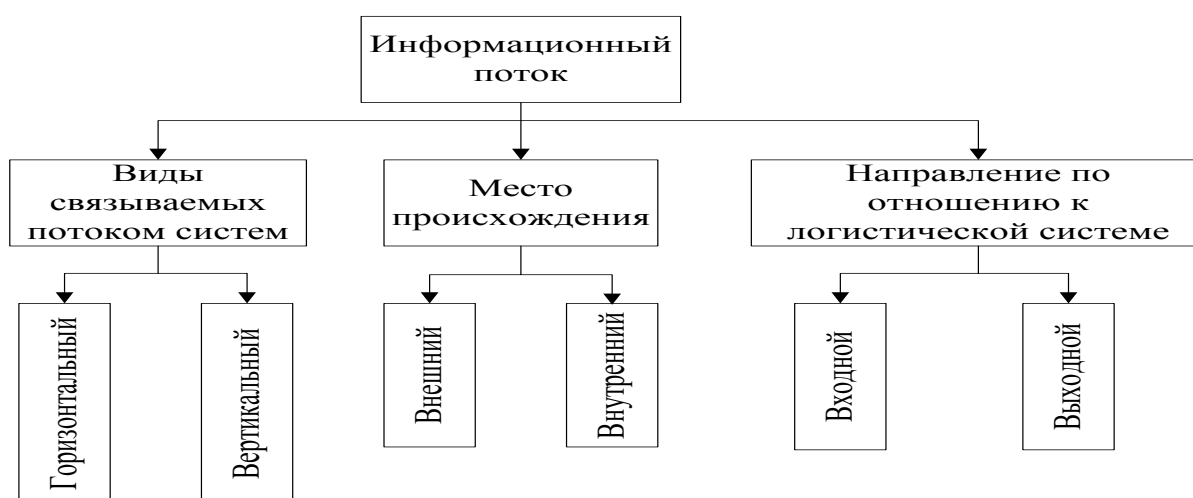 Информационный
поток
Виды
связываемых
потоком систем
Место
происхождения
Направление по
отношению к
логистической системе
Горизонтальный
Вертикальный
Внешний
Внутренний
Входной
Выходной